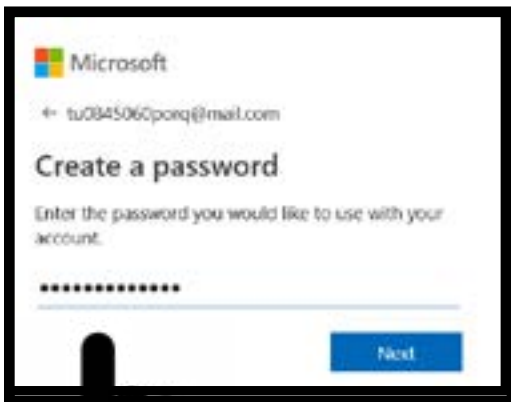 Microsoft
← tu0845060porq@mail.com
Create a password
Enter the password you would like to use with your
account.
•••••••••••••
Next